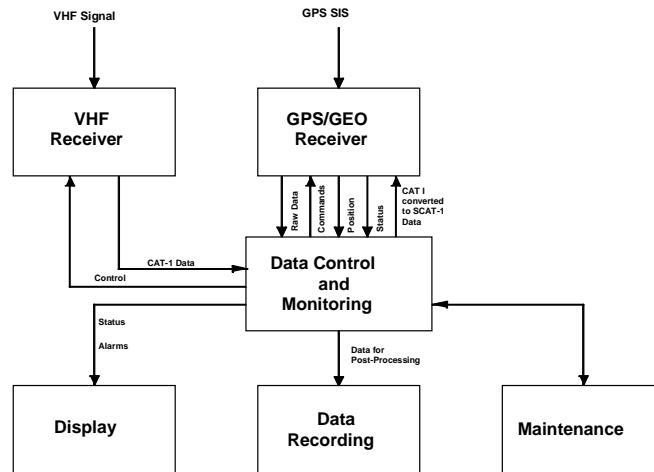 VHF Signal
GPS SIS
VHF
Receiver
GPS/GEO
Receiver
Raw Data
Commands
Position
Status
CAT I
converted
to SCAT-1
Data
CAT-1 Data
Control
Data Control
and
Monitoring
Status
Alarms
Data for
Post-Processing
Display
Data
Recording
Maintenance